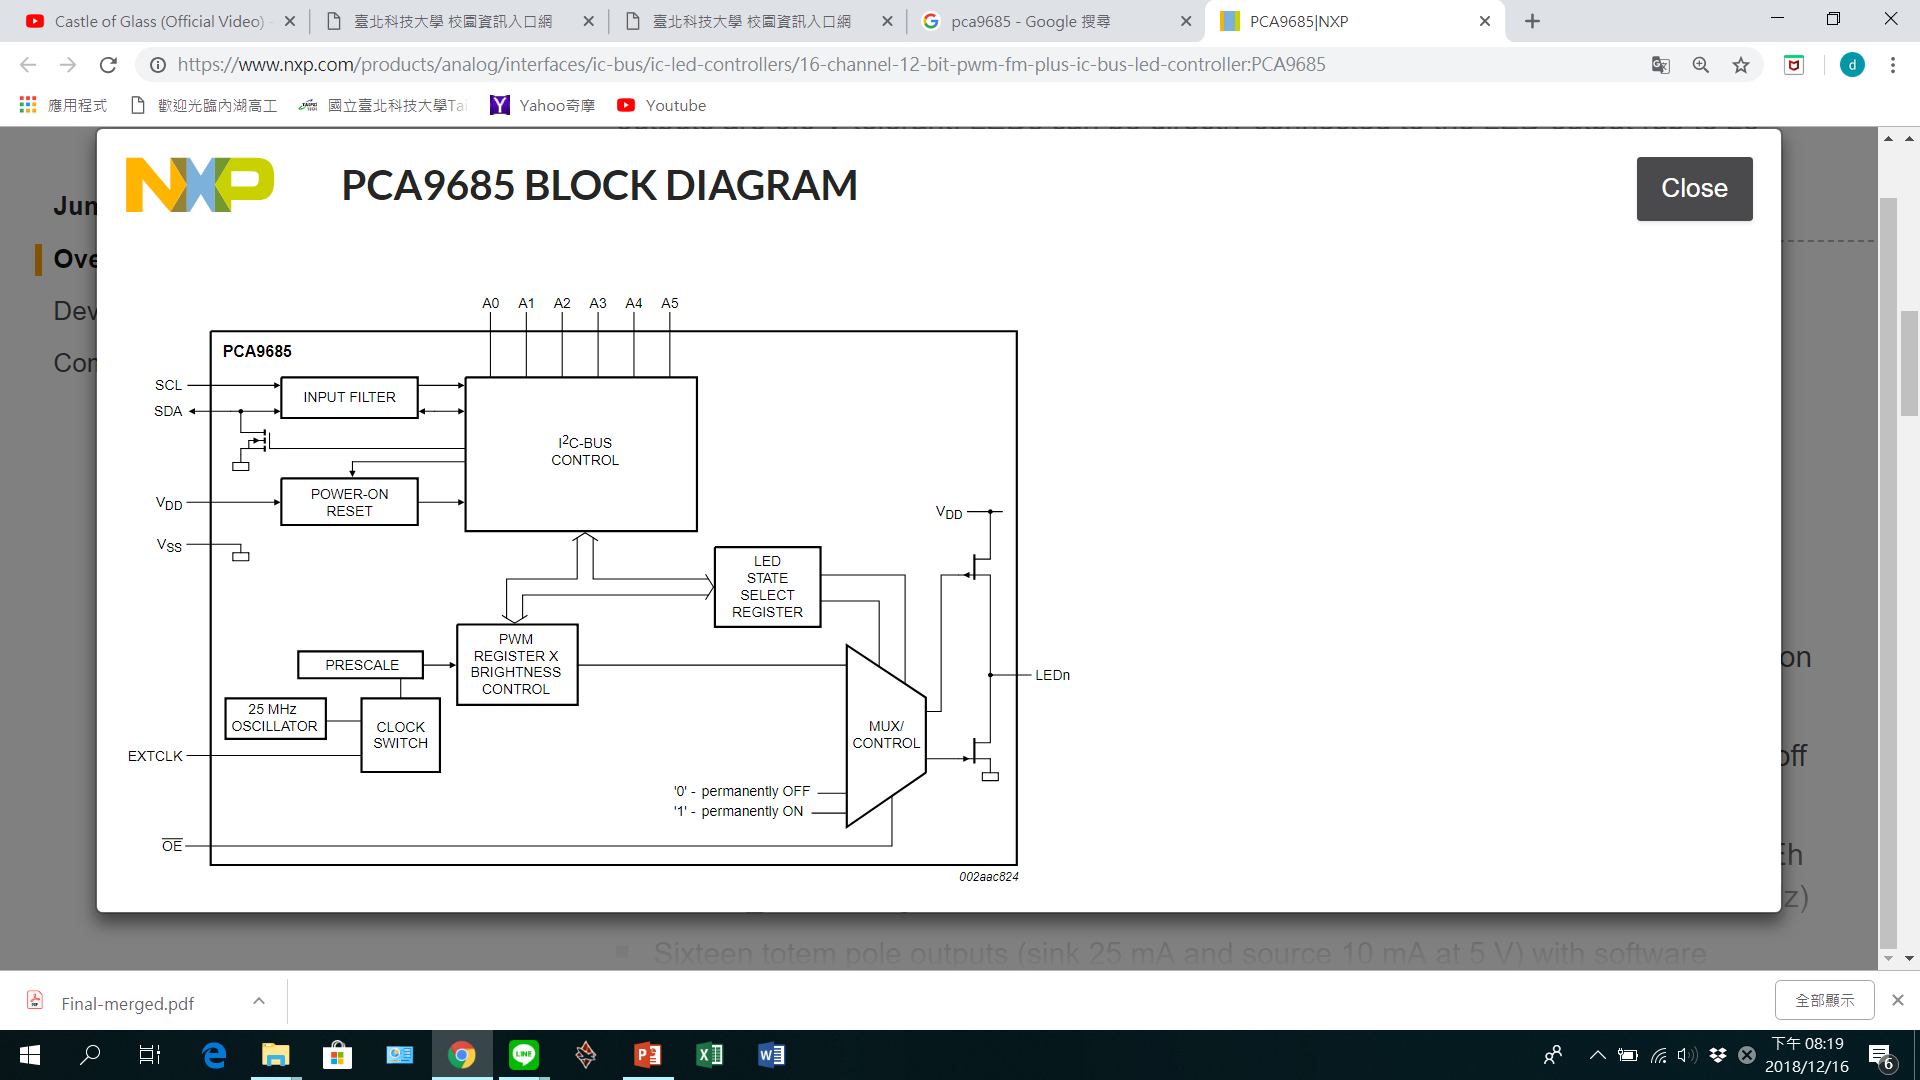 Castle of Glass (Official Video)
臺北科技大學 校園資訊入口網
臺北科技大學 校園資訊入口網
pca9685 - Google 搜尋
PCA9685|NXP
https://www.nxp.com/products/analog/interfaces/ic-bus/ic-led-controllers/16-channel-12-bit-pwm-fm-plus-ic-bus-led-controller:PCA9685
d
應用程式
歡迎光臨內湖高工
國立臺北科技大學Tai
Yahoo奇摩
Youtube
NXP
PCA9685 BLOCK DIAGRAM
Close
Jun
Ove
Dev
Con
A0 A1 A2 A3 A4 A5
PCA9685
SCL
SDA
INPUT FILTER
I²C-BUS
CONTROL
POWER-ON
RESET
VDD
VSS
VDD
LED
STATE
SELECT
REGISTER
PWM
REGISTER X
BRIGHTNESS
CONTROL
PRESCALE
25 MHz
OSCILLATOR
CLOCK
SWITCH
EXTCLK
MUX/
CONTROL
LEDn
'0' - permanently OFF
'1' - permanently ON
OE
002aac824
on
off
Eh
z)
Sixteen totem pole outputs (sink 25 mA and source 10 mA at 5 V) with software
Final-merged.pdf
全部顯示
下午 08:19
2018/12/16
6